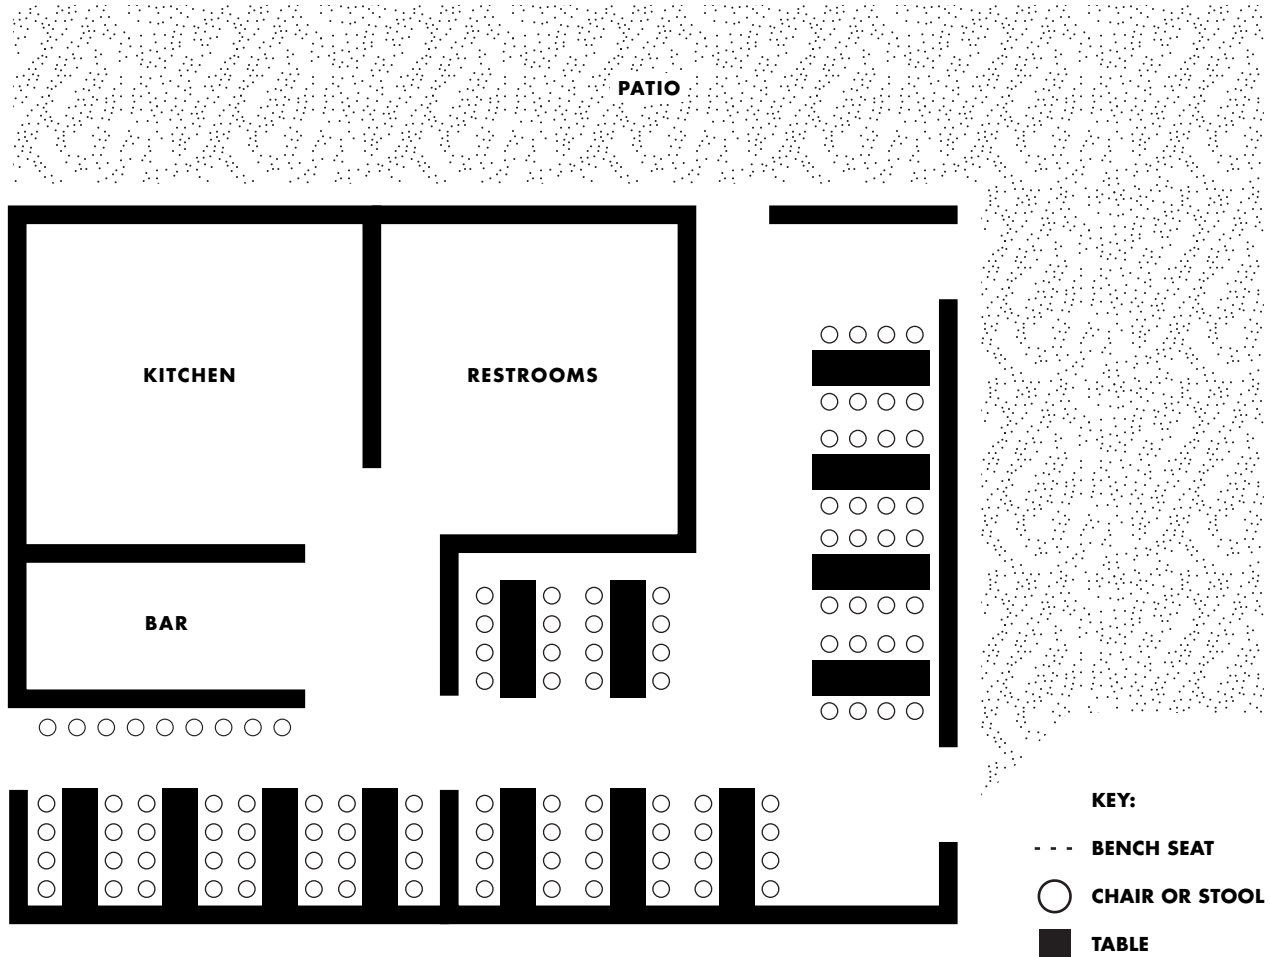 PATIO
KITCHEN
RESTROOMS
BAR
KEY:
BENCH SEAT
CHAIR OR STOOL
TABLE